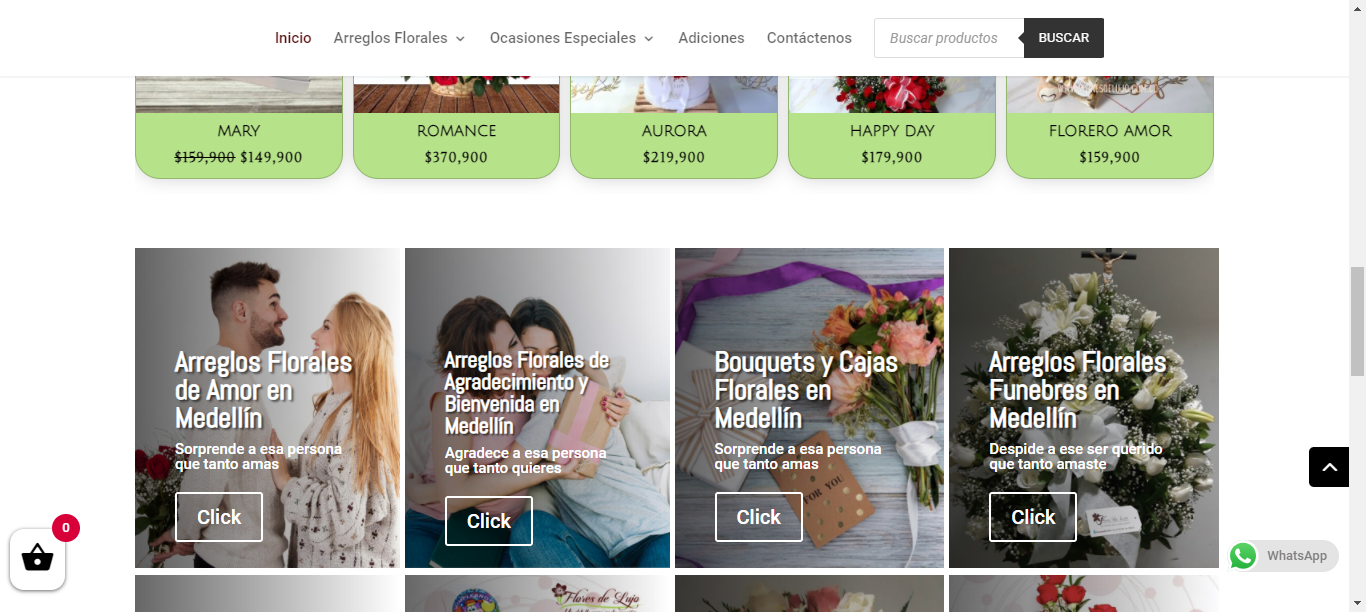 Inicio
Arreglos Florales
Ocasiones Especiales
Adiciones
Contáctenos
Buscar productos
BUSCAR
MARY
$159,900 $149,900
ROMANCE
$370,900
AURORA
$219,900
HAPPY DAY
$179,900
FLORERO AMOR
$159,900
Arreglos Florales
de Amor en
Medellín
Sorprende a esa persona
que tanto amas
Click
Arreglos Florales de
Agradecimiento y
Bienvenida en
Medellín
Agradece a esa persona
que tanto quieres
Click
Bouquets y Cajas
Florales en
Medellín
Sorprende a esa persona
que tanto amas
Click
FOR YOU
Arreglos Florales
Funebres en
Medellín
Despide a ese ser querido
que tanto amaste
Click
0
WhatsApp
Flores de Lujo